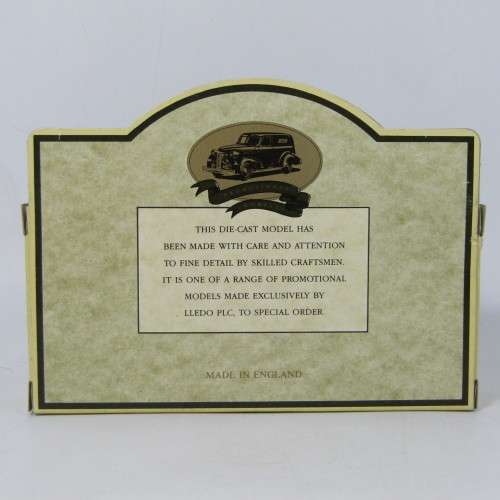 THIS DIE-CAST MODEL HAS
BEEN MADE WITH CARE AND ATTENTION
TO FINE DETAIL BY SKILLED CRAFTSMEN.
IT IS ONE OF A RANGE OF PROMOTIONAL
MODELS MADE EXCLUSIVELY BY
LLEDO PLC, TO SPECIAL ORDER.
MADE IN ENGLAND